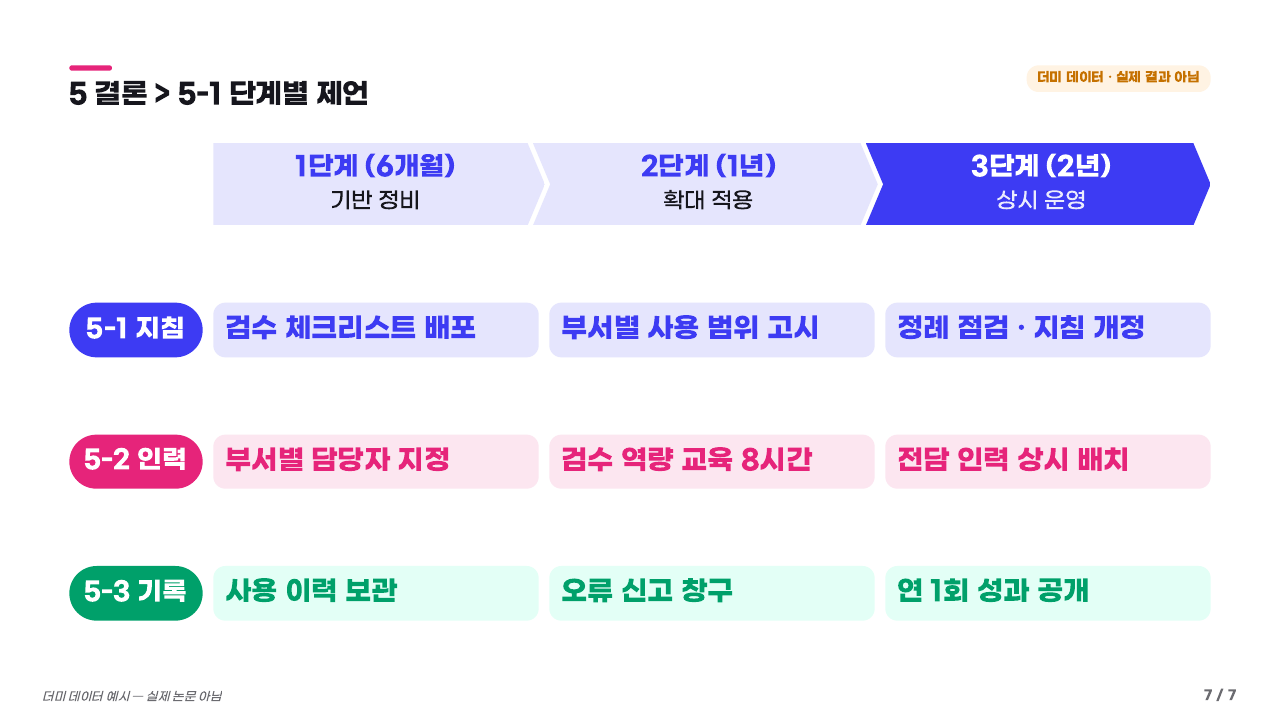 5 결론 > 5-1 단계별 제언
더미 데이터 · 실제 결과 아님
1단계 (6개월)
기반 정비
2단계 (1년)
확대 적용
3단계 (2년)
상시 운영
5-1 지침
검수 체크리스트 배포
부서별 사용 범위 고시
정례 점검 · 지침 개정
5-2 인력
부서별 담당자 지정
검수 역량 교육 8시간
전담 인력 상시 배치
5-3 기록
사용 이력 보관
오류 신고 창구
연 1회 성과 공개
더미 데이터 예시 — 실제 논문 아님
7 / 7